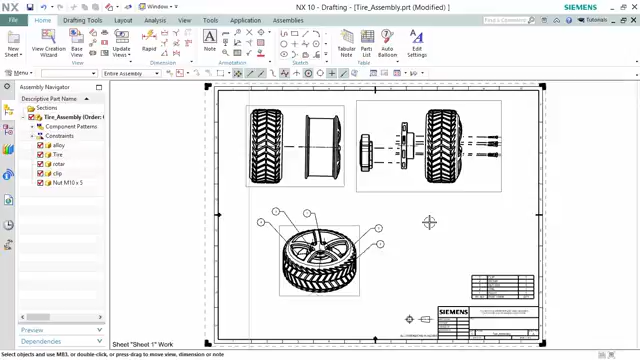 NX
Window
NX 10 - Drafting - [Tire_Assembly.prt (Modified) ]
SIEMENS
File
Home
Drafting Tools
Layout
Analysis
View
Tools
Application
Assemblies
Find a Command
Tutorials
New Sheet
View Creation Wizard
Base View
Update Views
Rapid
Note
Tabular Note
Parts List
Auto Balloon
Edit Settings
View
Dimension
Annotation
Sketch
Table
Menu
Entire Assembly
Assembly Navigator
Descriptive Part Name
Sections
Tire_Assembly (Order:
Component Patterns
Constraints
alloy
Tire
rotar
clip
Nut M10 x 5
Preview
Dependencies
SIEMENS
Sheet "Sheet 1" Work
Select objects and use MB3, or double-click, or press-drag to move view, dimension or note